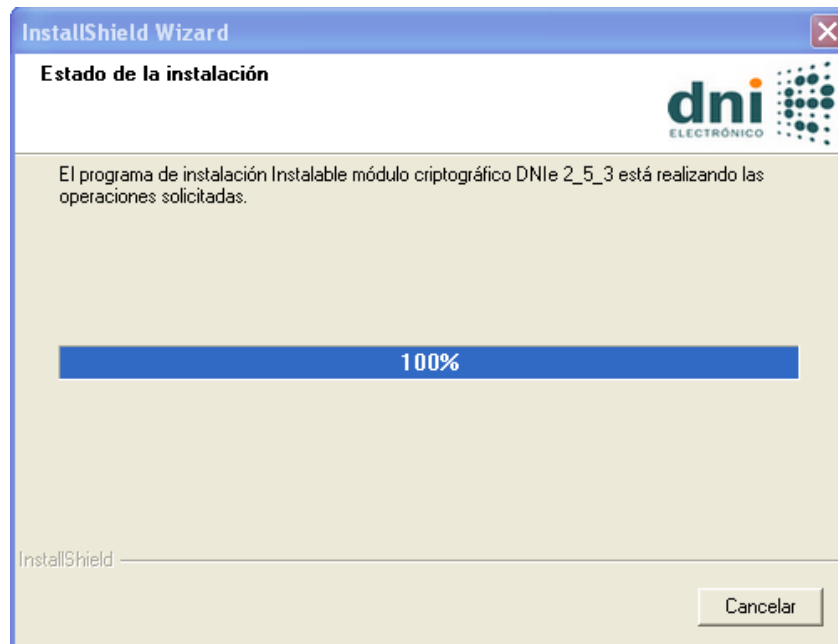 InstallShield Wizard
Estado de la instalación
dni
ELECTRÓNICO
El programa de instalación Instalable módulo criptográfico DNIe 2_5_3 está realizando las
operaciones solicitadas.
100%
InstallShield
Cancelar